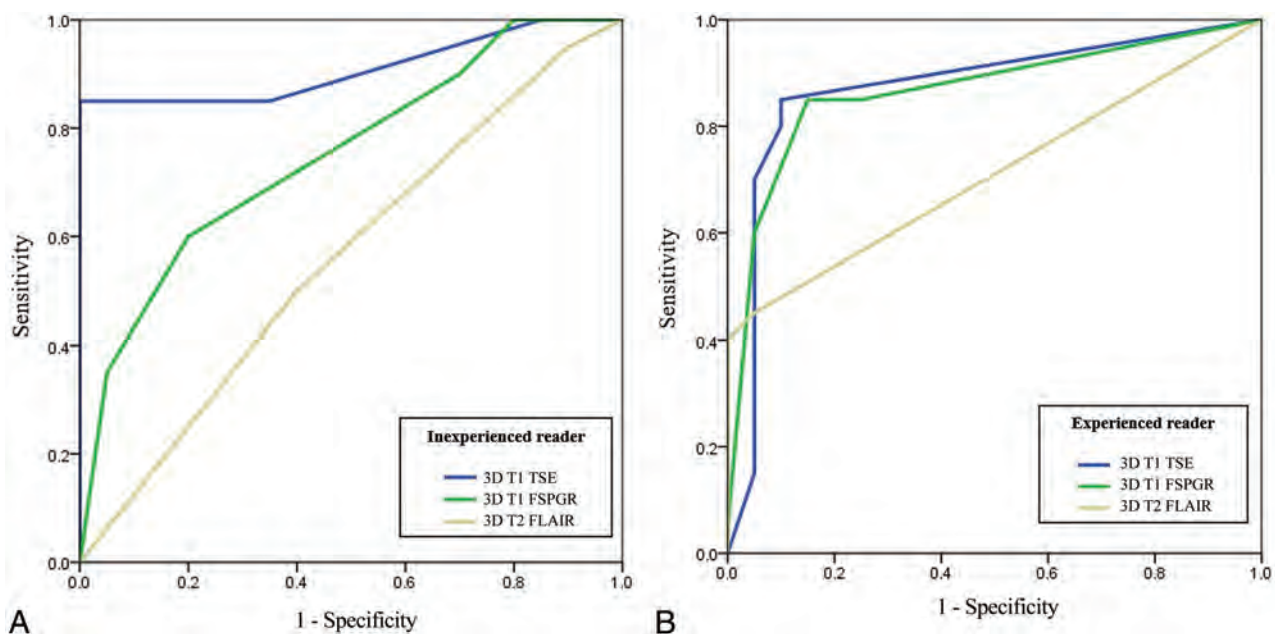 1.0
0.8
0.6
0.4
0.2
0.0
Sensitivity
Inexperienced reader
3D T1 TSE
3D T1 FSPGR
3D T2 FLAIR
0.0 0.2 0.4 0.6 0.8 1.0
1 - Specificity
A
1.0
0.8
0.6
0.4
0.2
0.0
Sensitivity
Experienced reader
3D T1 TSE
3D T1 FSPGR
3D T2 FLAIR
0.0 0.2 0.4 0.6 0.8 1.0
1 - Specificity
B